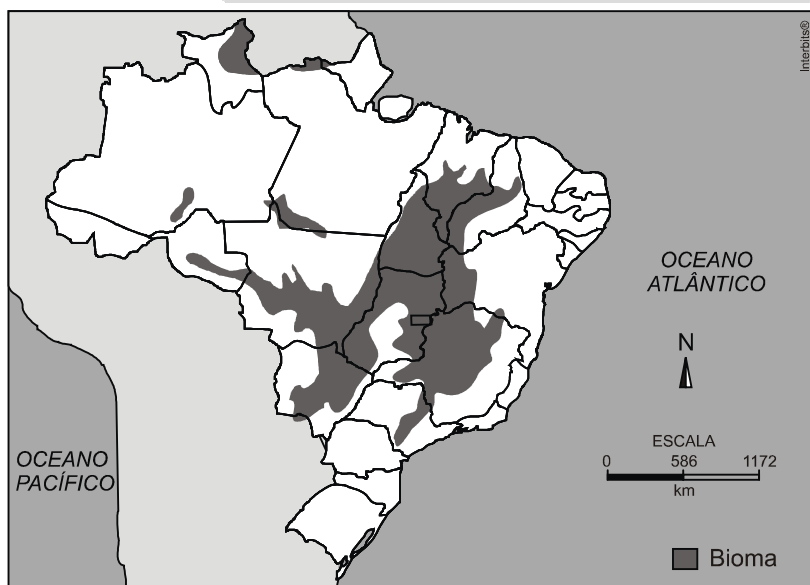 Interbits®
OCEANO
ATLÂNTICO
N
ESCALA
0 586 1172
km
OCEANO
PACÍFICO
Bioma